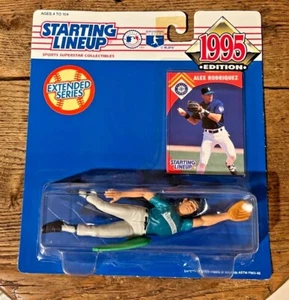 AGES 4 TO 104
STARTING
LINEUP
SPORTS SUPERSTAR COLLECTIBLES
1995
EDITION
ALEX RODRIGUEZ
EXTENDED
SERIES
STARTING
LINEUP